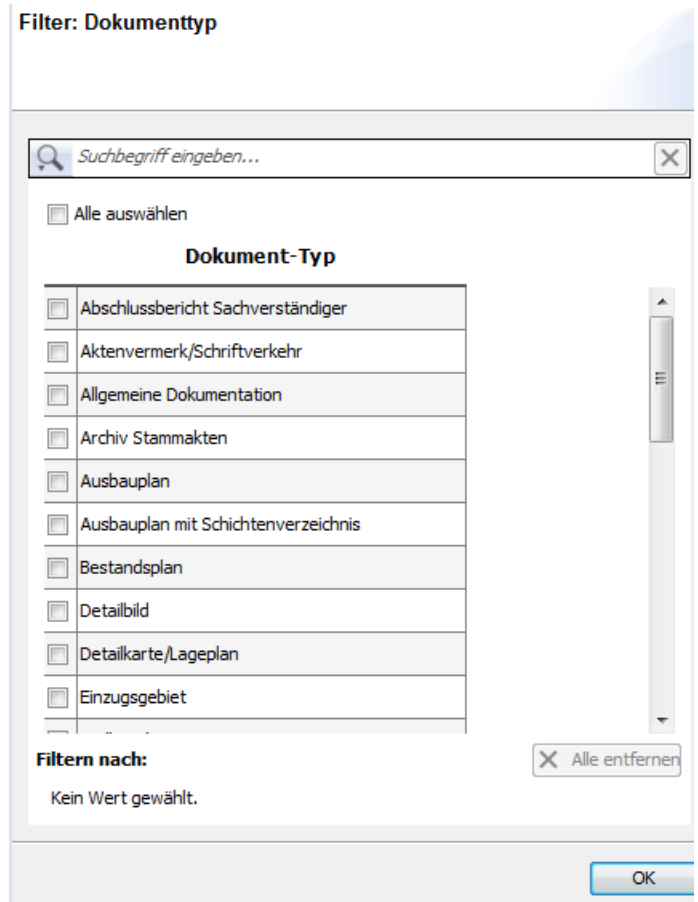 Filter: Dokumenttyp
Suchbegriff eingeben...
Alle auswählen
Dokument-Typ
Abschlussbericht Sachverständiger
Aktenvermerk/Schriftverkehr
Allgemeine Dokumentation
Archiv Stammakten
Ausbauplan
Ausbauplan mit Schichtenverzeichnis
Bestandsplan
Detailbild
Detailkarte/Lageplan
Einzugsgebiet
Filtern nach:
Alle entfernen
Kein Wert gewählt.
OK